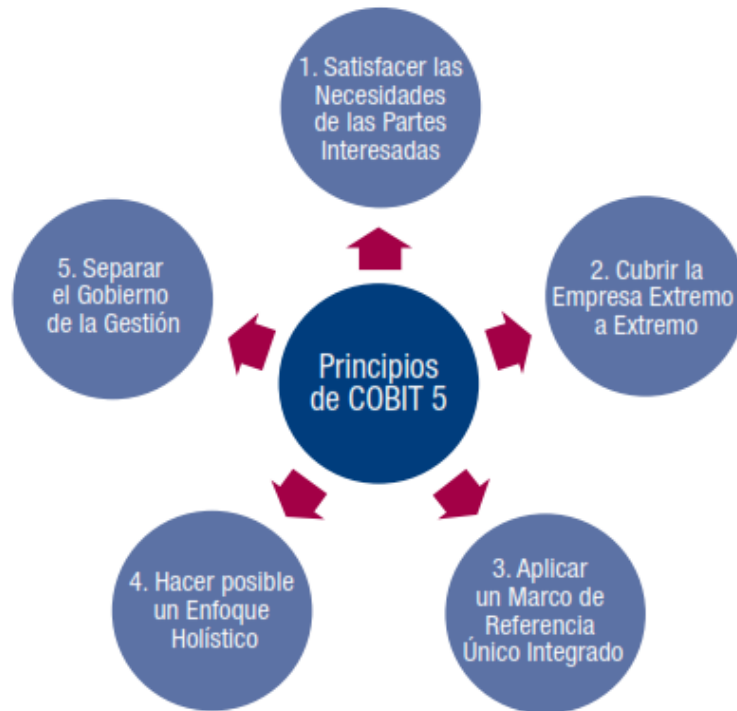 1. Satisfacer las
Necesidades
de las Partes
Interesadas
2. Cubrir la
Empresa Extremo
a Extremo
3. Aplicar
un Marco de
Referencia
Único Integrado
4. Hacer posible
un Enfoque
Holístico
5. Separar
el Gobierno
de la Gestión
Principios
de COBIT 5